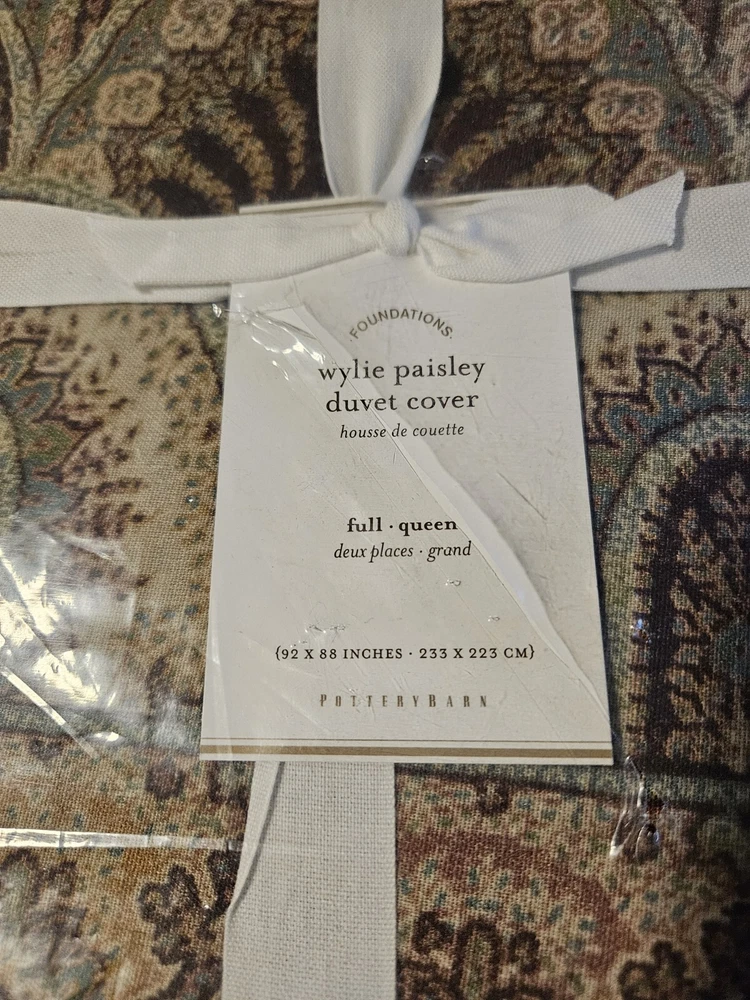 FOUNDATIONS
wylie paisley
duvet cover
housse de couette
full · queen
deux places · grand
{92 X 88 INCHES · 233 X 223 CM}
POTTERYBARN